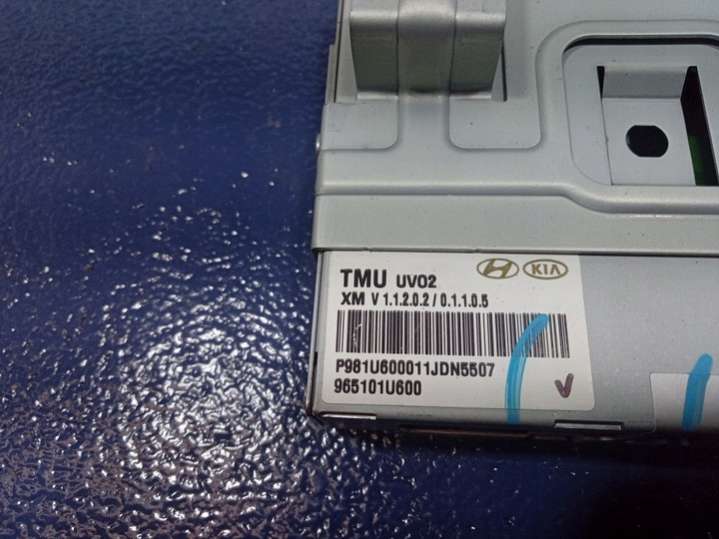 TMU UV02
KIA
XM V 1.1.2.0.2 / 0.1.1.0.5
P981U600011JDN5507
965101U600
V